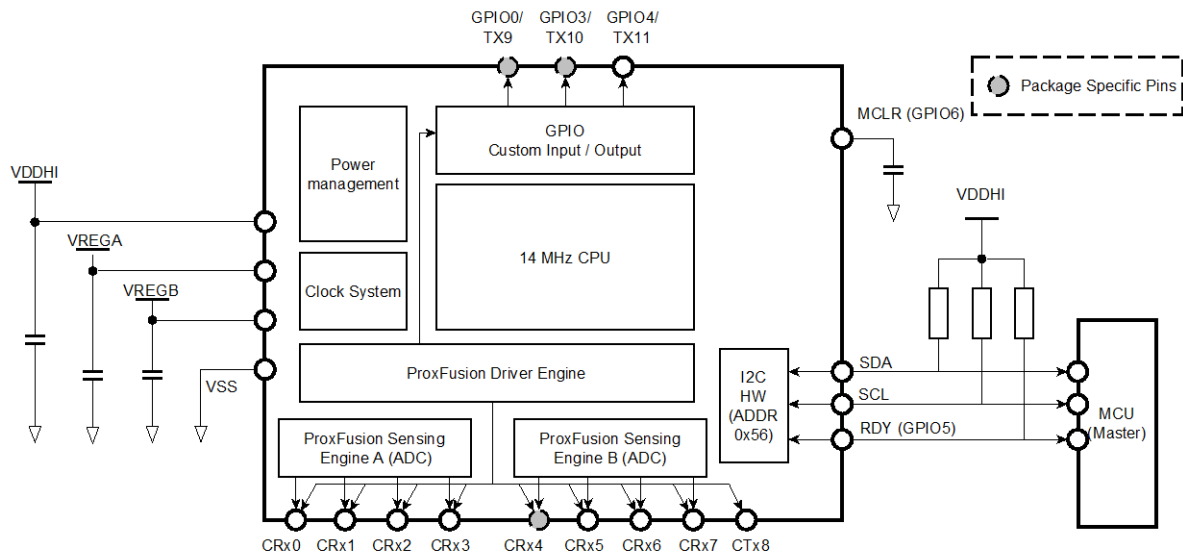 GPIO0/ GPIO3/ GPIO4/
TX9 TX10 TX11
Package Specific Pins
MCLR (GPIO6)
GPIO
Custom Input / Output
Power
management
VDDHI
VDDHI
VREGA
14 MHz CPU
VREGB
Clock System
ProxFusion Driver Engine
VSS
I2C
HW
(ADDR
0x56)
SDA
SCL
RDY (GPIO5)
MCU
(Master)
ProxFusion Sensing
Engine A (ADC)
ProxFusion Sensing
Engine B (ADC)
CRx0 CRx1 CRx2 CRx3 CRx4 CRx5 CRx6 CRx7 CTx8